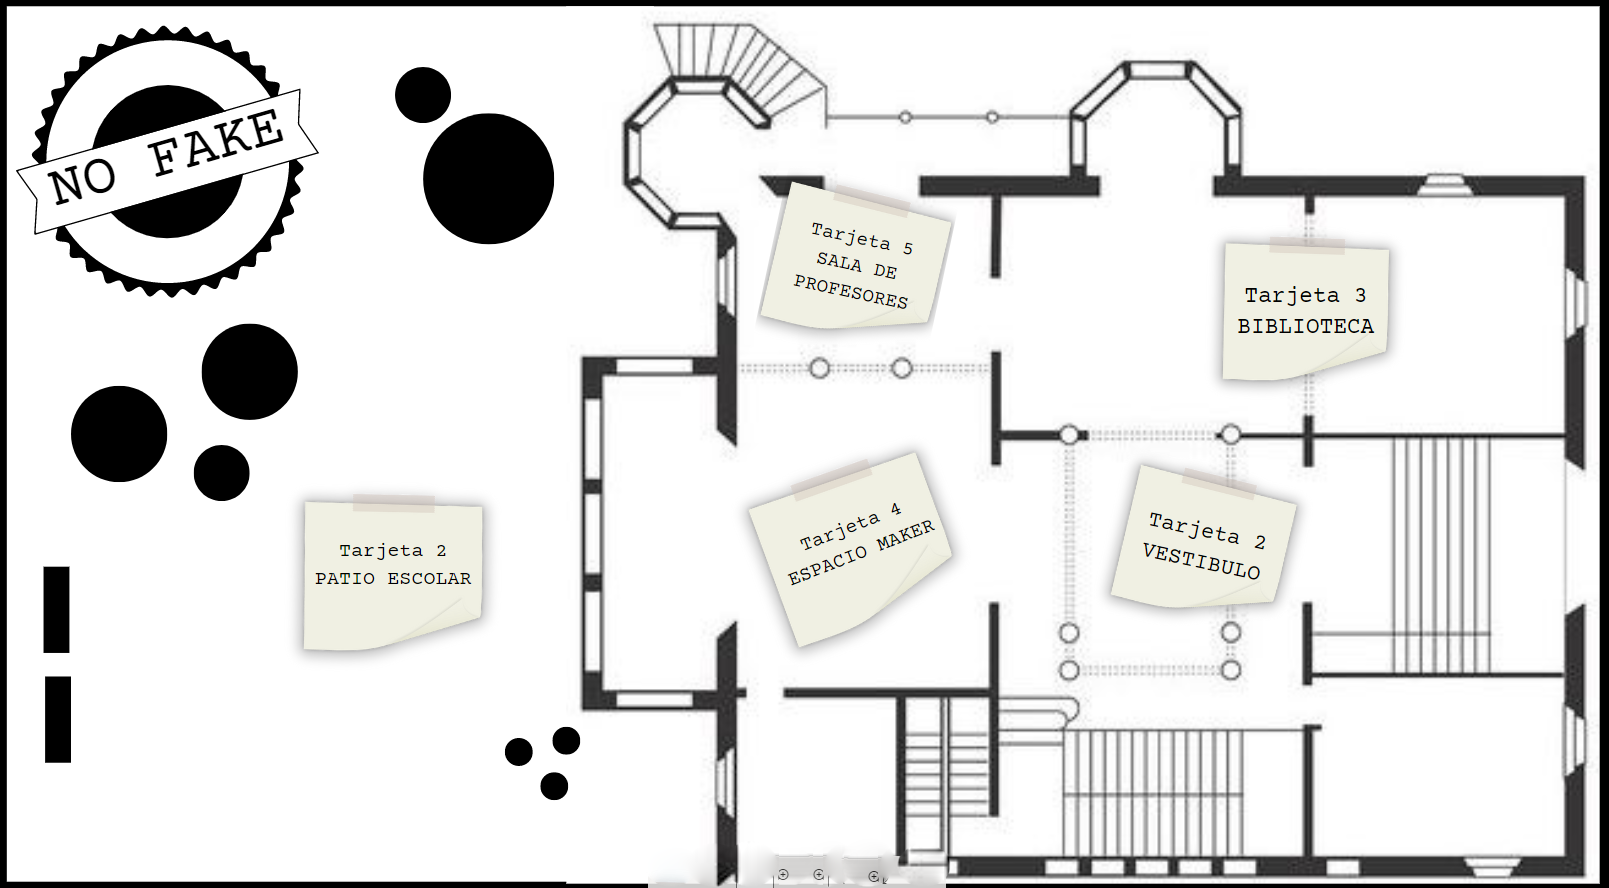 NO FAKE
Tarjeta 5
SALA DE
PROFESORES
Tarjeta 3
BIBLIOTECA
Tarjeta 2
PATIO ESCOLAR
Tarjeta 4
ESPACIO MAKER
Tarjeta 2
VESTIBULO